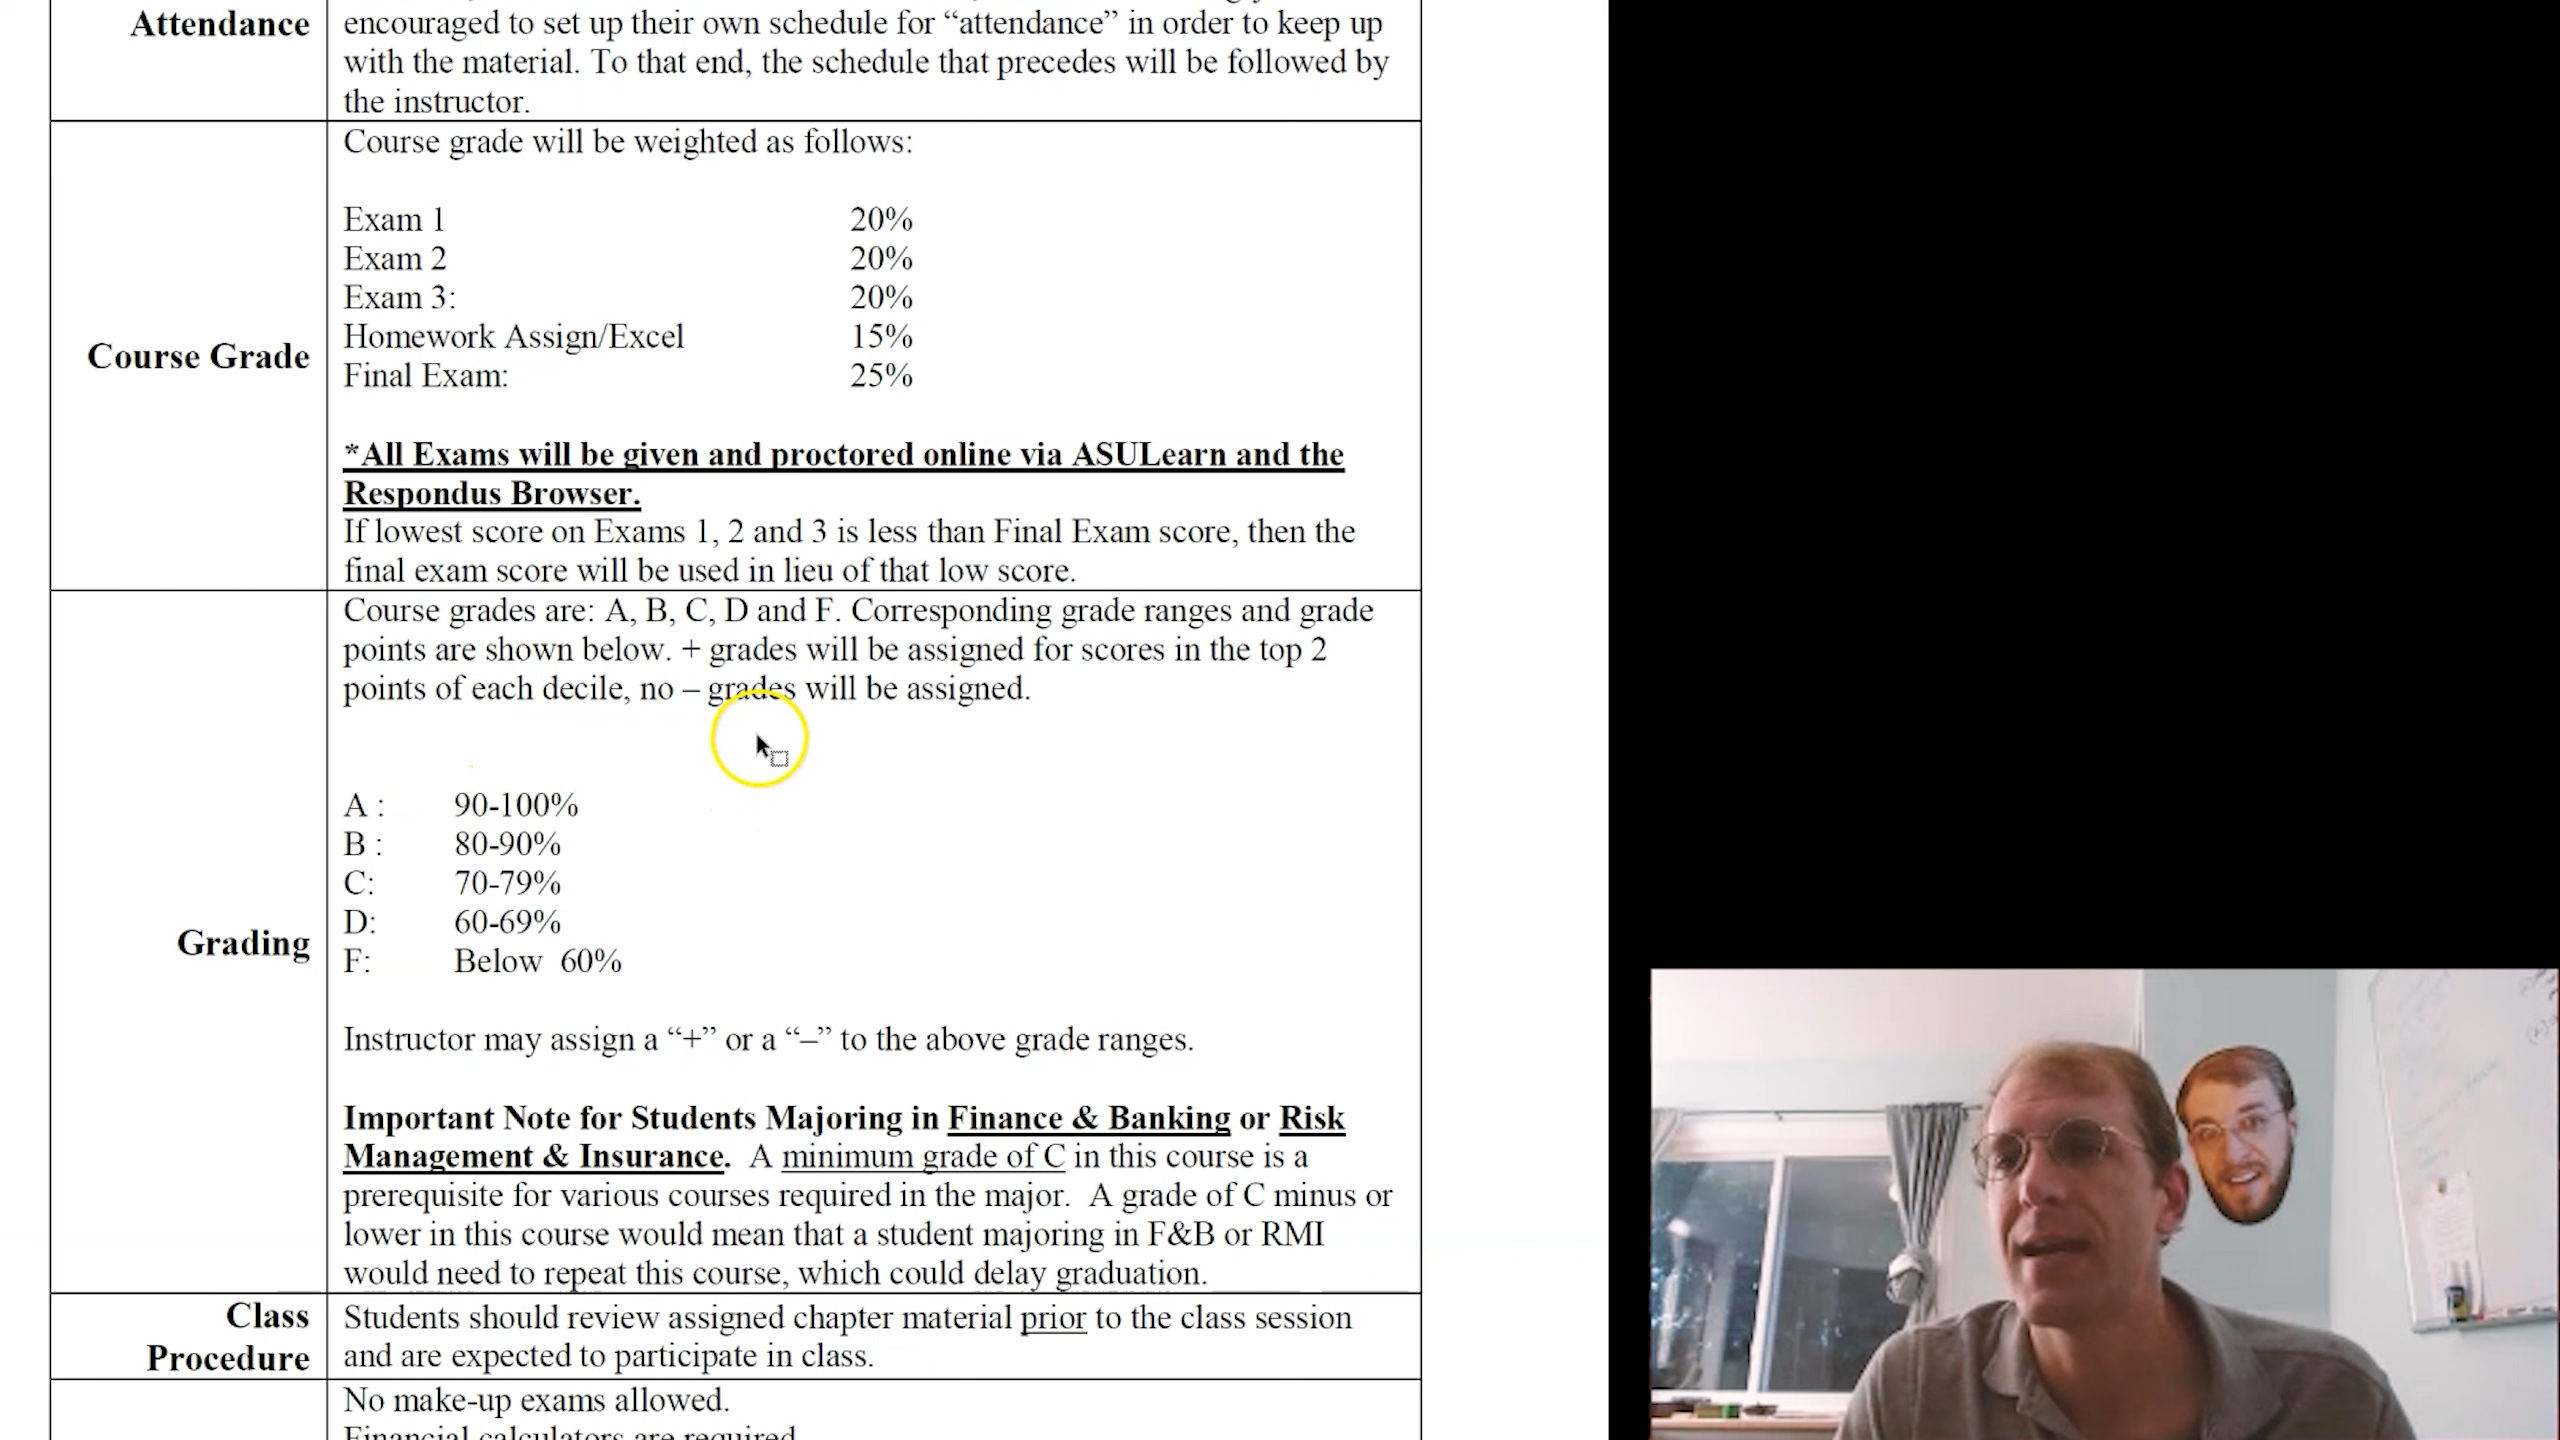 Attendance
encouraged to set up their own schedule for “attendance” in order to keep up
with the material. To that end, the schedule that precedes will be followed by
the instructor.
Course Grade
Course grade will be weighted as follows:
Exam 1 20%
Exam 2 20%
Exam 3: 20%
Homework Assign/Excel 15%
Final Exam: 25%
*All Exams will be given and proctored online via ASULearn and the
Respondus Browser.
If lowest score on Exams 1, 2 and 3 is less than Final Exam score, then the
final exam score will be used in lieu of that low score.
Grading
Course grades are: A, B, C, D and F. Corresponding grade ranges and grade
points are shown below. + grades will be assigned for scores in the top 2
points of each decile, no – grades will be assigned.
A : 90-100%
B : 80-90%
C: 70-79%
D: 60-69%
F: Below 60%
Instructor may assign a “+” or a “–” to the above grade ranges.
Important Note for Students Majoring in Finance & Banking or Risk
Management & Insurance. A minimum grade of C in this course is a
prerequisite for various courses required in the major. A grade of C minus or
lower in this course would mean that a student majoring in F&B or RMI
would need to repeat this course, which could delay graduation.
Class
Procedure
Students should review assigned chapter material prior to the class session
and are expected to participate in class.
No make-up exams allowed.
Financial calculators are required